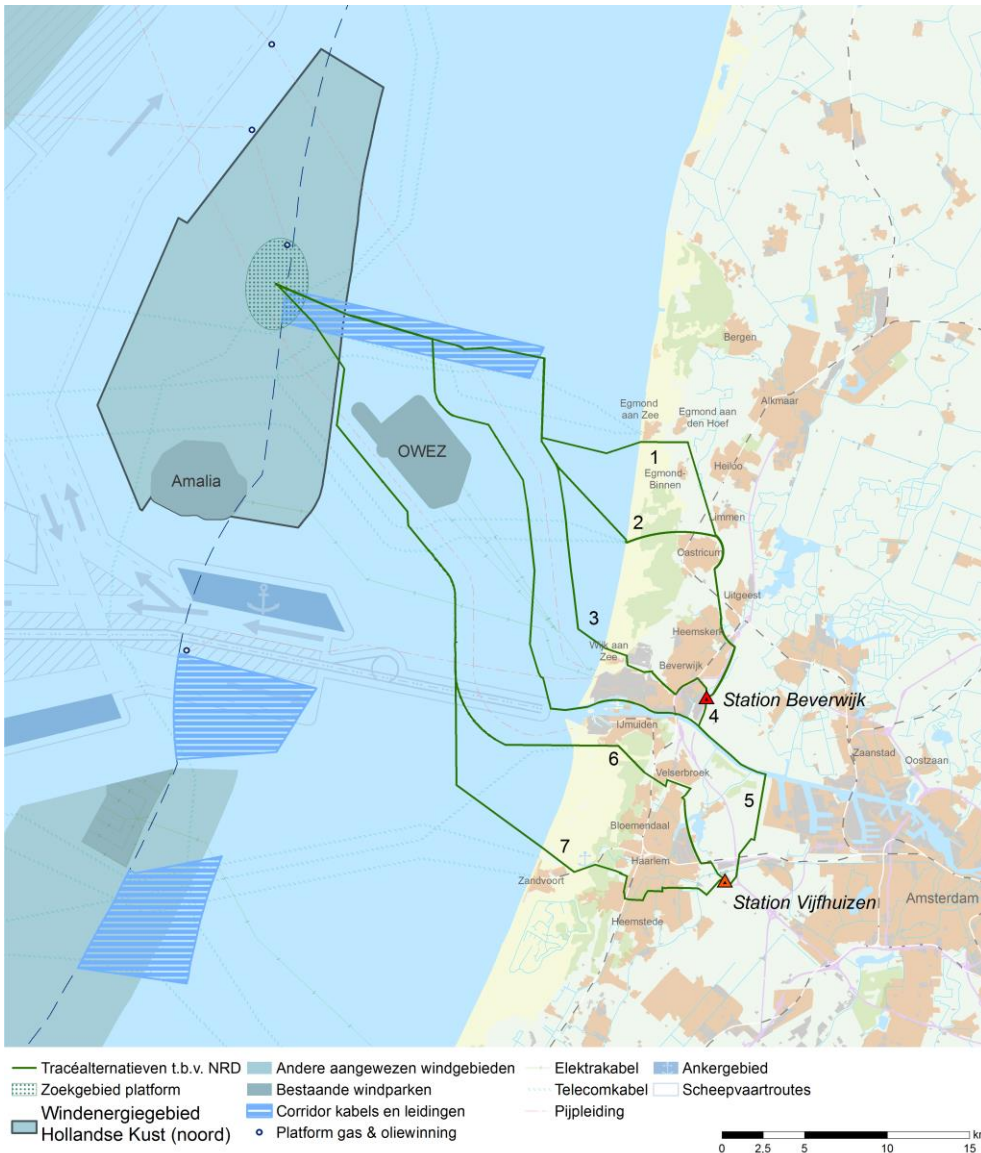 Bergen
Egmond
aan Zee
Egmond aan
den Hoef
Alkmaar
OWEZ
1
Heiloo
Egmond-
Binnen
Amalia
Limmen
2
Castricum
Uitgeest
3
Heemskerk
Wijk aan
Zee
Beverwijk
Station Beverwijk
4
IJmuiden
Zaanstad
Oostzaan
6
Velserbroek
5
Bloemendaal
7
Haarlem
Zandvoort
Station Vijfhuizen
Amsterdam
Heemstede
Tracéalternatieven t.b.v. NRD
Zoekgebied platform
Windenergiegebied
Hollandse Kust (noord)
Andere aangewezen windgebieden
Bestaande windparken
Corridor kabels en leidingen
Platform gas & oliewinning
Elektrakabel
Telecomkabel
Pijpleiding
Ankergebied
Scheepvaartroutes
km
0 2.5 5 10 15